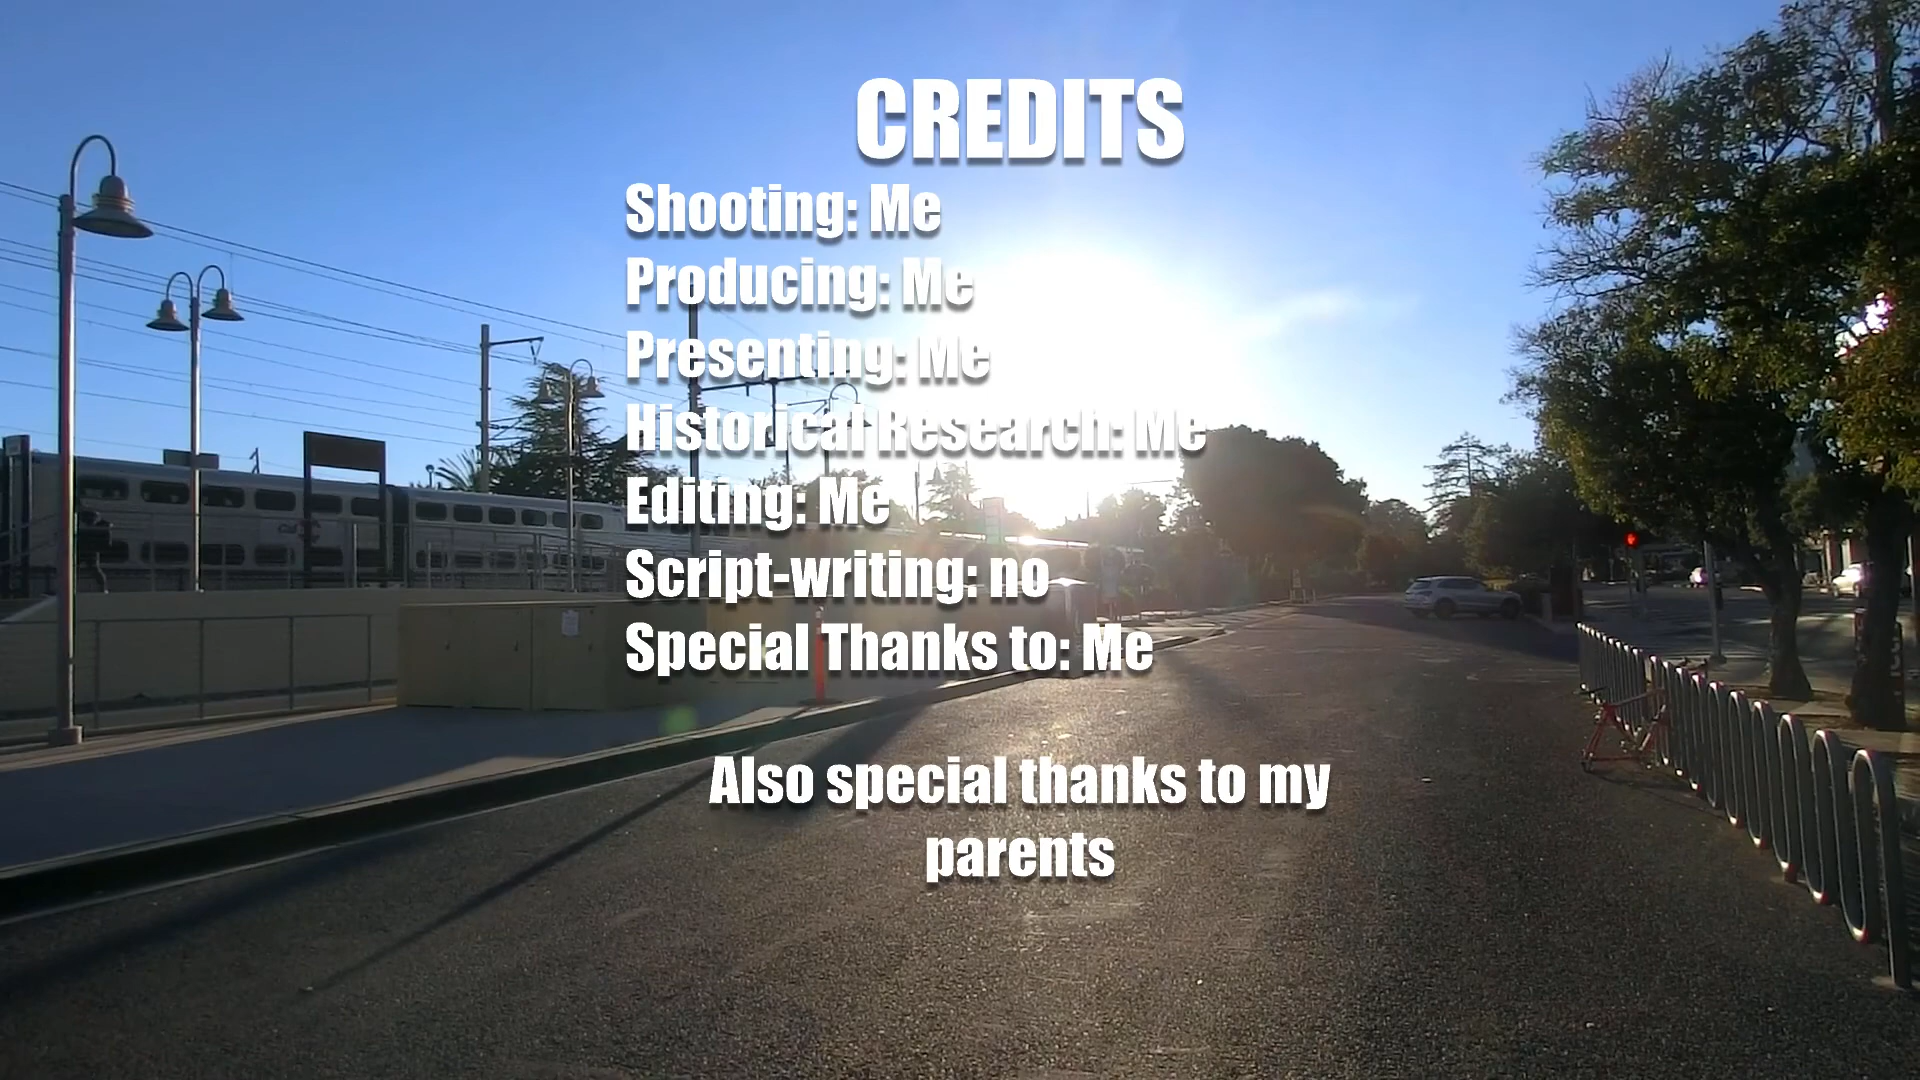 CREDITS
Shooting: Me
Producing: Me
Presenting: Me
Historical Research: Me
Editing: Me
Script-writing: no
Special Thanks to: Me
Also special thanks to my
parents